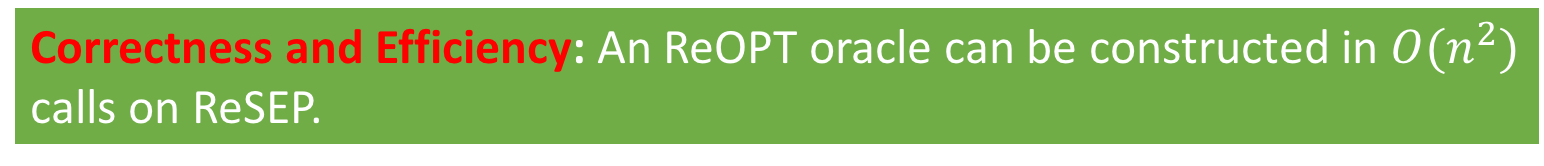 Correctness and Efficiency: An ReOPT oracle can be constructed in O(n²)
calls on ReSEP.